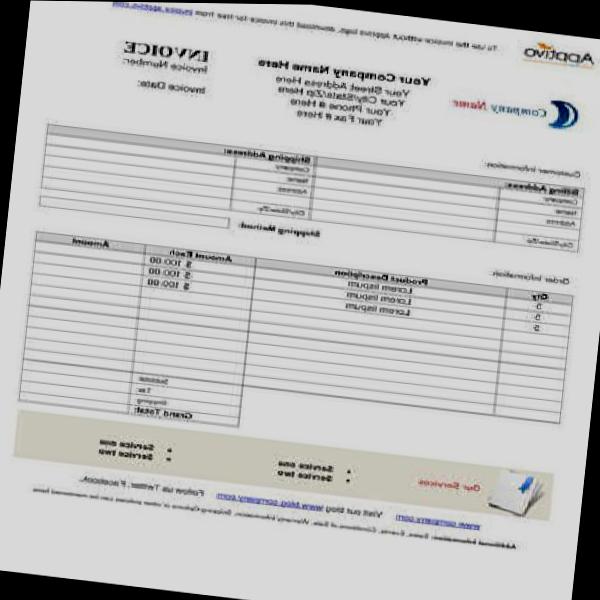 To use the invoice without Apptivo logo, download this invoice for free from invoice.apptivo.com
Apptivo
Your Company Name Here
Your Street Address Here
Your City/State/Zip Here
Your Phone # Here
Your Fax # Here
INVOICE
Invoice Number:
Invoice Date:
Company Name
Customer Information:
Billing Address:
Company:
Name:
Address:
City/State/Zip:
Shipping Address:
Company:
Name:
Address:
City/State/Zip:
Shipping Method:
Order Information:
Qty Product Description Amount Each Amount
5 Lorem Ispum $ 100.00
5 Lorem Ispum $ 100.00
5 Lorem Ispum $ 100.00
Subtotal:
Tax:
Shipping:
Grand Total:
Our Services
Service one
Service two
Service one
Service two
www.company.com Visit out blog www.blog.company.com Follow us Twitter, Facebook.
Additional Information: Rates, Events, Conditions of Sale, Warranty Information, Shipping Options or other policies can be mentioned here